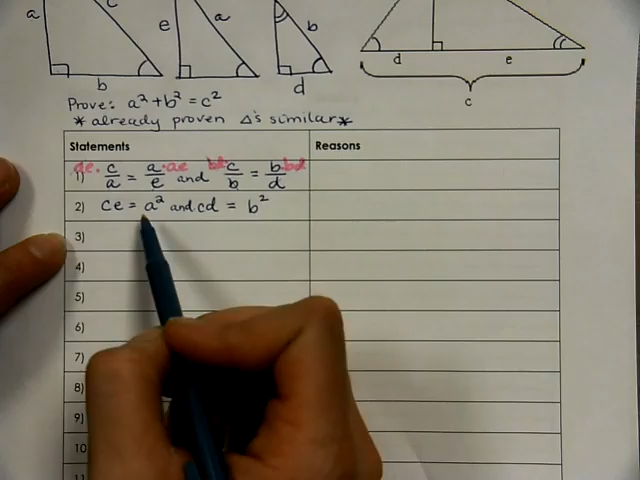 a c e a b
b d d e
c
Prove: a² + b² = c²
*already proven Δ's similar*
Statements Reasons
1) ae· c/a = a/e ·ae and bd· c/b = b/d ·bd
2) ce = a² and cd = b²
3)
4)
5)
6)
7)
8)
9)
10
11